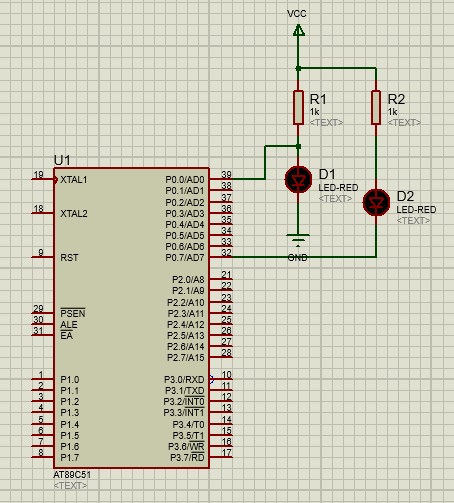 VCC
R1
1k
<TEXT>
R2
1k
<TEXT>
U1
D1
LED-RED
<TEXT>
D2
LED-RED
<TEXT>
GND
19 XTAL1
18 XTAL2
9 RST
29 PSEN
30 ALE
31 EA
1 P1.0
2 P1.1
3 P1.2
4 P1.3
5 P1.4
6 P1.5
7 P1.6
8 P1.7
P0.0/AD0 39
P0.1/AD1 38
P0.2/AD2 37
P0.3/AD3 36
P0.4/AD4 35
P0.5/AD5 34
P0.6/AD6 33
P0.7/AD7 32
P2.0/A8 21
P2.1/A9 22
P2.2/A10 23
P2.3/A11 24
P2.4/A12 25
P2.5/A13 26
P2.6/A14 27
P2.7/A15 28
P3.0/RXD 10
P3.1/TXD 11
P3.2/INT0 12
P3.3/INT1 13
P3.4/T0 14
P3.5/T1 15
P3.6/WR 16
P3.7/RD 17
AT89C51
<TEXT>